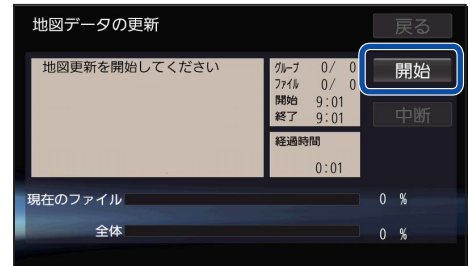 地図データの更新
戻る
地図更新を開始してください
グループ 0/ 0
ファイル 0/ 0
開始 9:01
終了 9:01
経過時間
0:01
開始
中断
現在のファイル 0 %
全体 0 %